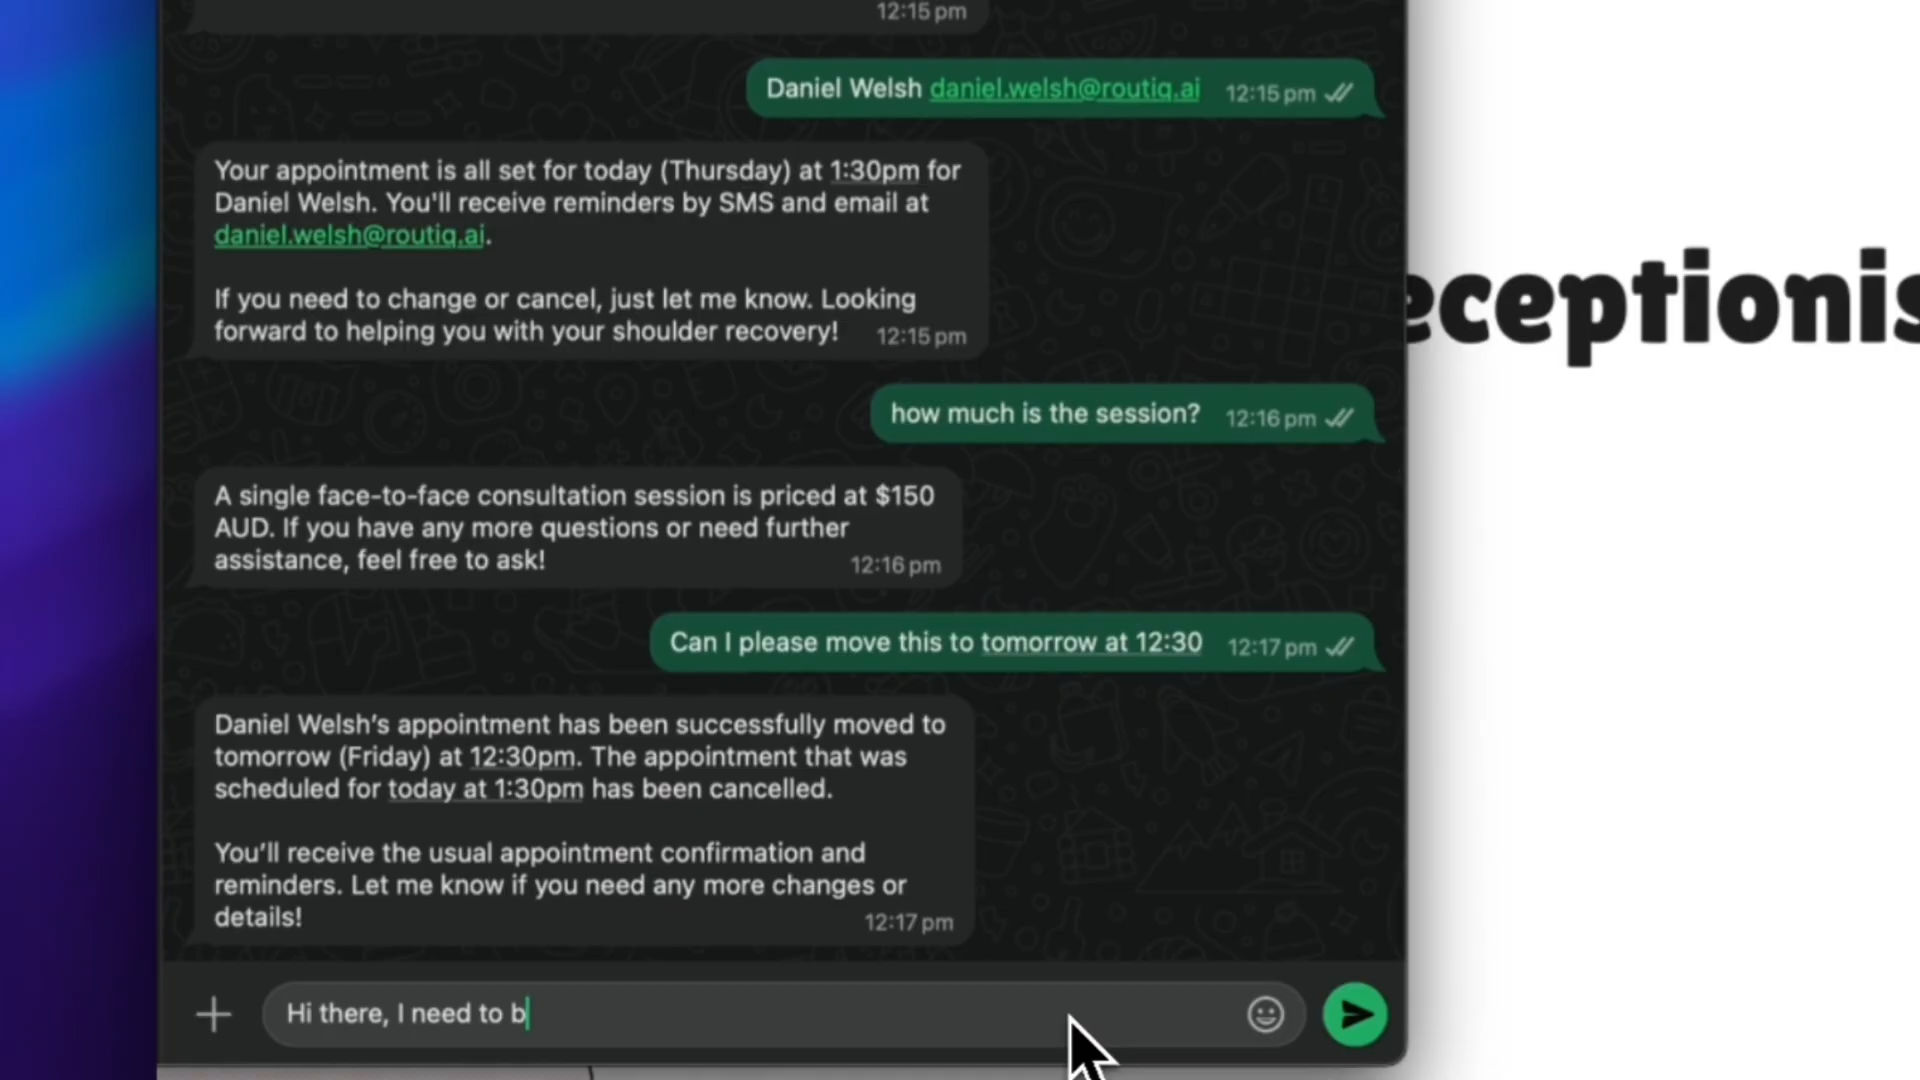 12:15 pm
Daniel Welsh daniel.welsh@routiq.ai 12:15 pm
Your appointment is all set for today (Thursday) at 1:30pm for
Daniel Welsh. You'll receive reminders by SMS and email at
daniel.welsh@routiq.ai.
If you need to change or cancel, just let me know. Looking
forward to helping you with your shoulder recovery! 12:15 pm
eceptionis
how much is the session? 12:16 pm
A single face-to-face consultation session is priced at $150
AUD. If you have any more questions or need further
assistance, feel free to ask! 12:16 pm
Can I please move this to tomorrow at 12:30 12:17 pm
Daniel Welsh’s appointment has been successfully moved to
tomorrow (Friday) at 12:30pm. The appointment that was
scheduled for today at 1:30pm has been cancelled.
You’ll receive the usual appointment confirmation and
reminders. Let me know if you need any more changes or
details! 12:17 pm
Hi there, I need to b